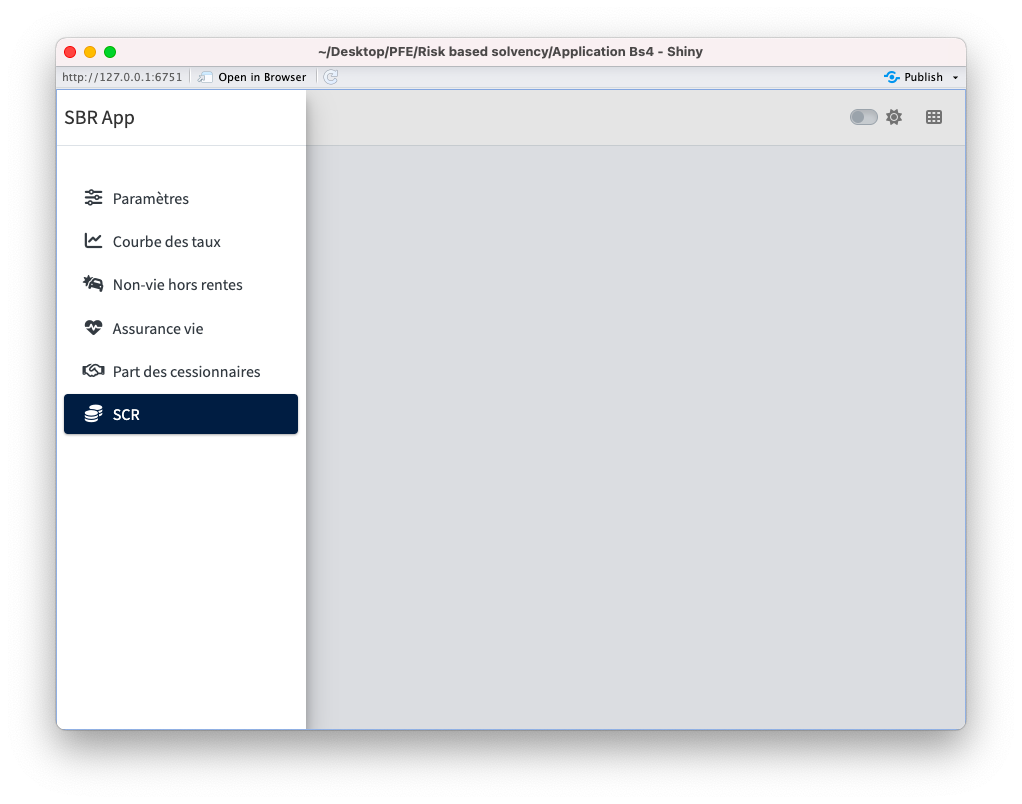 ~/Desktop/PFE/Risk based solvency/Application Bs4 - Shiny
http://127.0.0.1:6751 Open in Browser Publish
SBR App
Paramètres
Courbe des taux
Non-vie hors rentes
Assurance vie
Part des cessionnaires
SCR